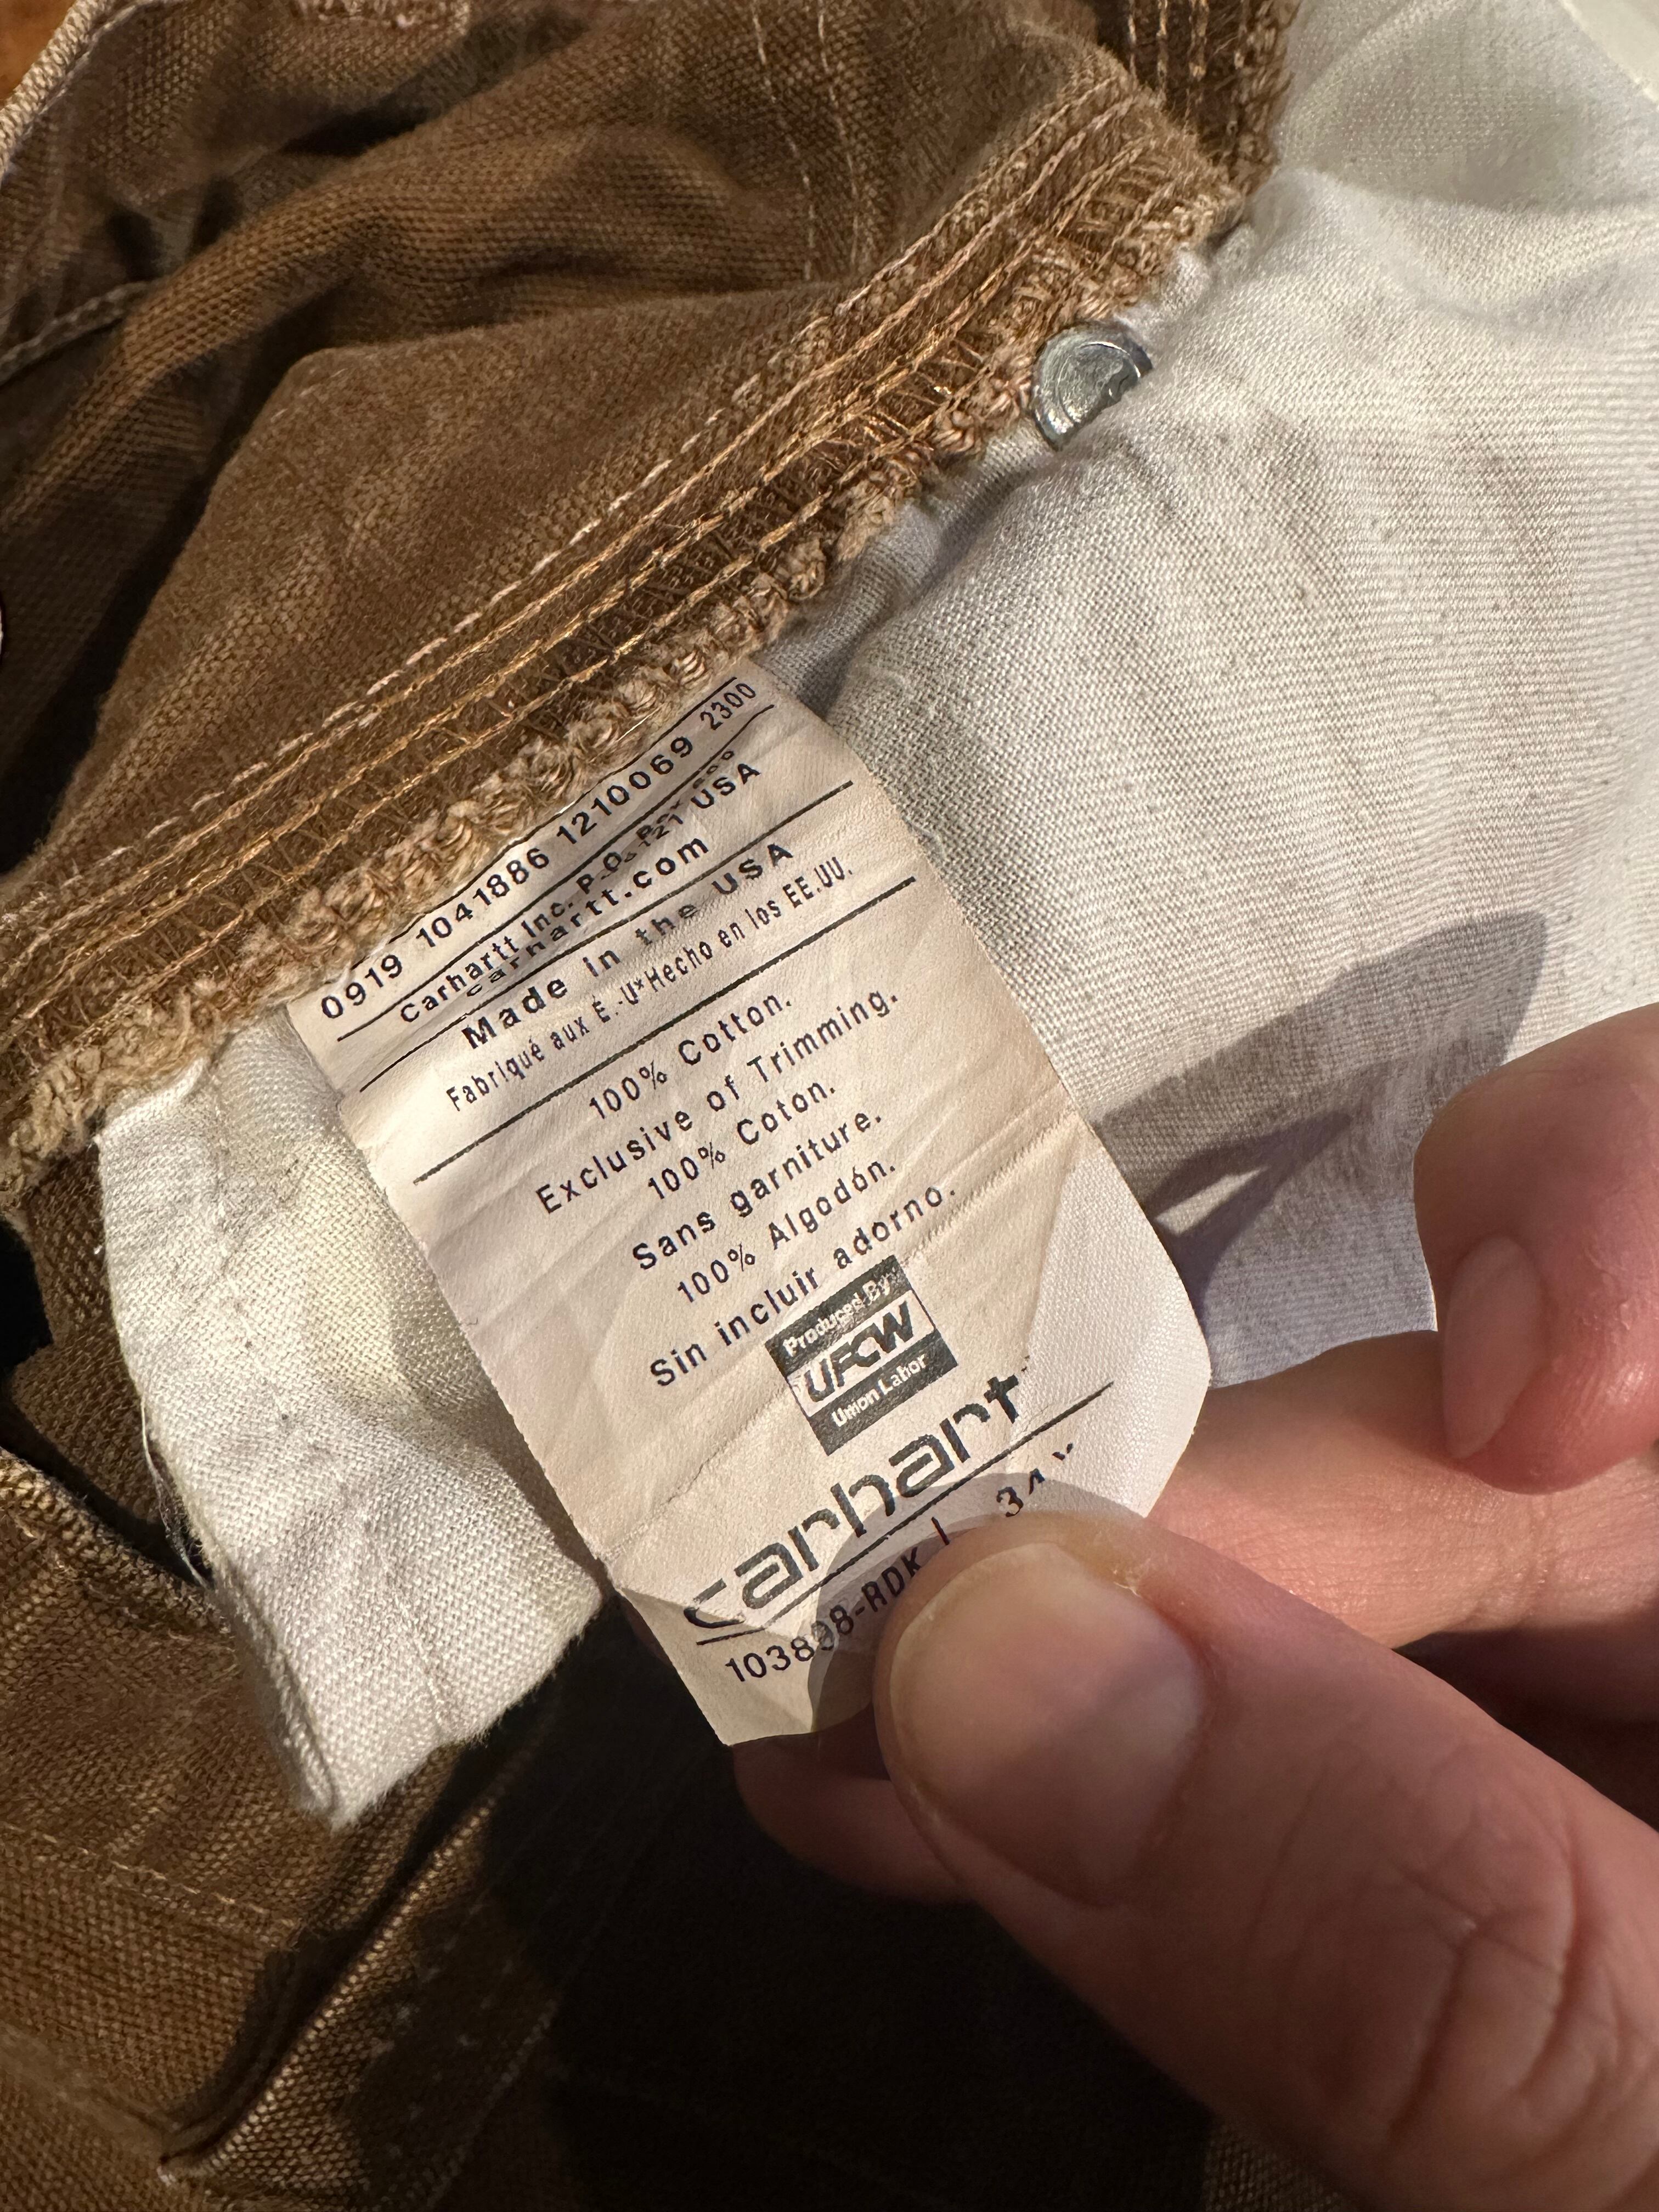 0919 1041886 1210069 2300
Carhartt Inc. P.O. Box USA
carhartt.com
Made in the USA
Fabriqué aux É.-U* Hecho en los EE.UU.
100% Cotton.
Exclusive of Trimming.
100% Coton.
Sans garniture.
100% Algodón.
Sin incluir adorno.
Produced By
UFCW
Union Labor
carhartt